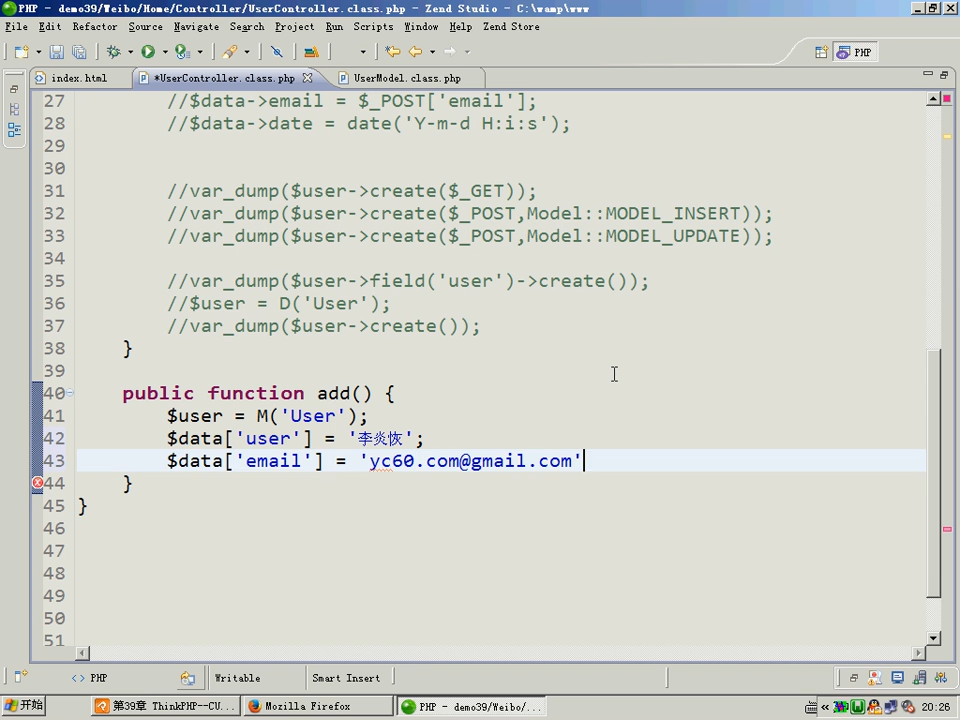 PHP - demo39/Weibo/Home/Controller/UserController.class.php - Zend Studio - C:\wamp\www
File Edit Refactor Source Navigate Search Project Run Scripts Window Help Zend Store
PHP
index.html *UserController.class.php UserModel.class.php
27 //$data->email = $_POST['email'];
28 //$data->date = date('Y-m-d H:i:s');
29
30
31 //var_dump($user->create($_GET));
32 //var_dump($user->create($_POST,Model::MODEL_INSERT));
33 //var_dump($user->create($_POST,Model::MODEL_UPDATE));
34
35 //var_dump($user->field('user')->create());
36 //$user = D('User');
37 //var_dump($user->create());
38 }
39
40 public function add() {
41 $user = M('User');
42 $data['user'] = '李炎恢';
43 $data['email'] = 'yc60.com@gmail.com'
44 }
45 }
46
47
48
49
50
51
<> PHP Writable Smart Insert
开始 第39章 ThinkPHP--CU... Mozilla Firefox PHP - demo39/Weibo/... « 20:26